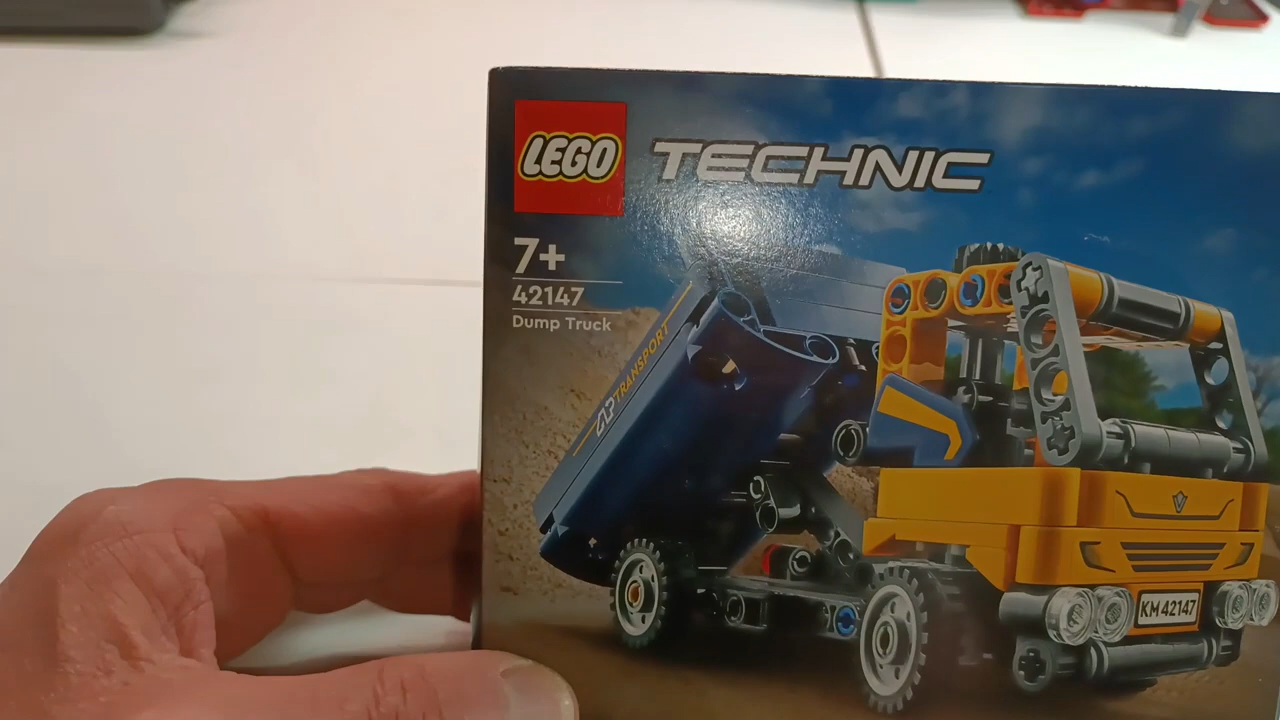 LEGO TECHNIC
7+
42147
Dump Truck
TRANSPORT
KM 42147